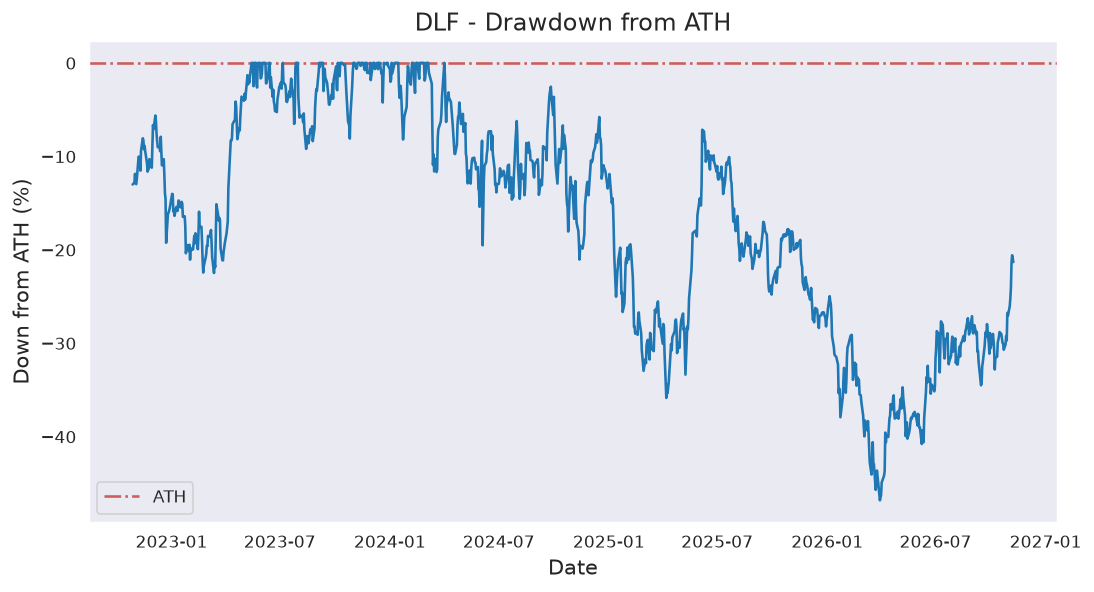 DLF - Drawdown from ATH
Down from ATH (%)
0
−10
−20
−30
−40
ATH
2023-01 2023-07 2024-01 2024-07 2025-01 2025-07 2026-01 2026-07 2027-01
Date